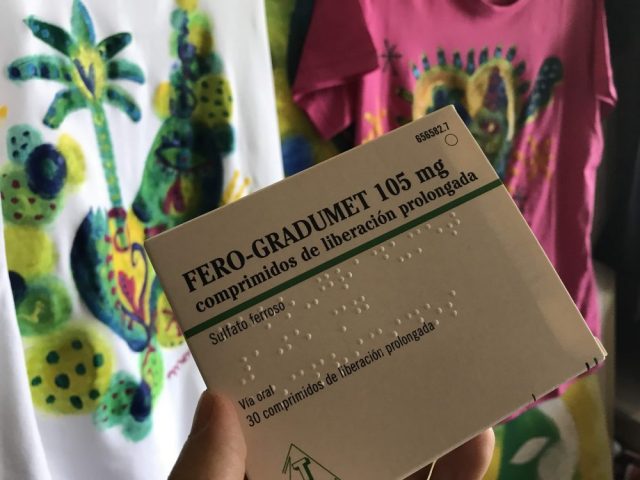 656582.7
FERO-GRADUMET 105 mg
comprimidos de liberación prolongada
Sulfato ferroso
Vía oral
30 comprimidos de liberación prolongada